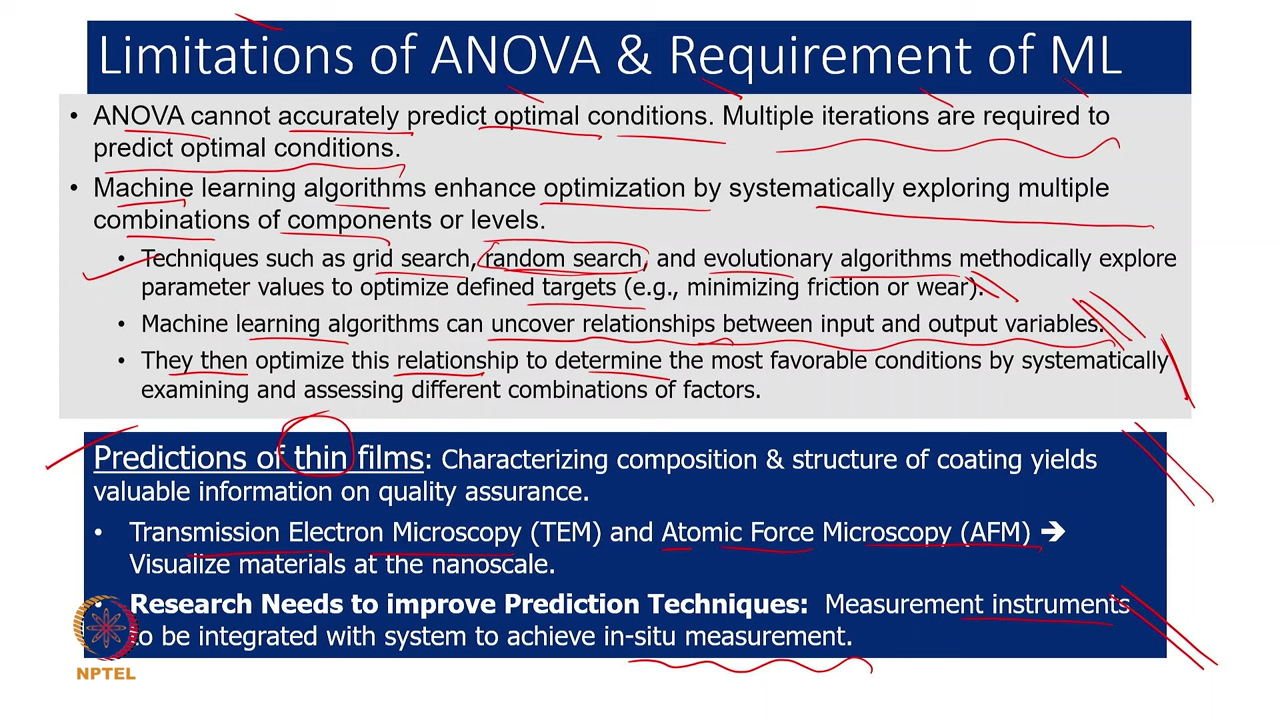 Limitations of ANOVA & Requirement of ML
• ANOVA cannot accurately predict optimal conditions. Multiple iterations are required to
predict optimal conditions.
• Machine learning algorithms enhance optimization by systematically exploring multiple
combinations of components or levels.
• Techniques such as grid search, random search, and evolutionary algorithms methodically explore
parameter values to optimize defined targets (e.g., minimizing friction or wear).
• Machine learning algorithms can uncover relationships between input and output variables.
• They then optimize this relationship to determine the most favorable conditions by systematically
examining and assessing different combinations of factors.
Predictions of thin films: Characterizing composition & structure of coating yields
valuable information on quality assurance.
• Transmission Electron Microscopy (TEM) and Atomic Force Microscopy (AFM) ➔
Visualize materials at the nanoscale.
• Research Needs to improve Prediction Techniques: Measurement instruments
to be integrated with system to achieve in-situ measurement.
NPTEL